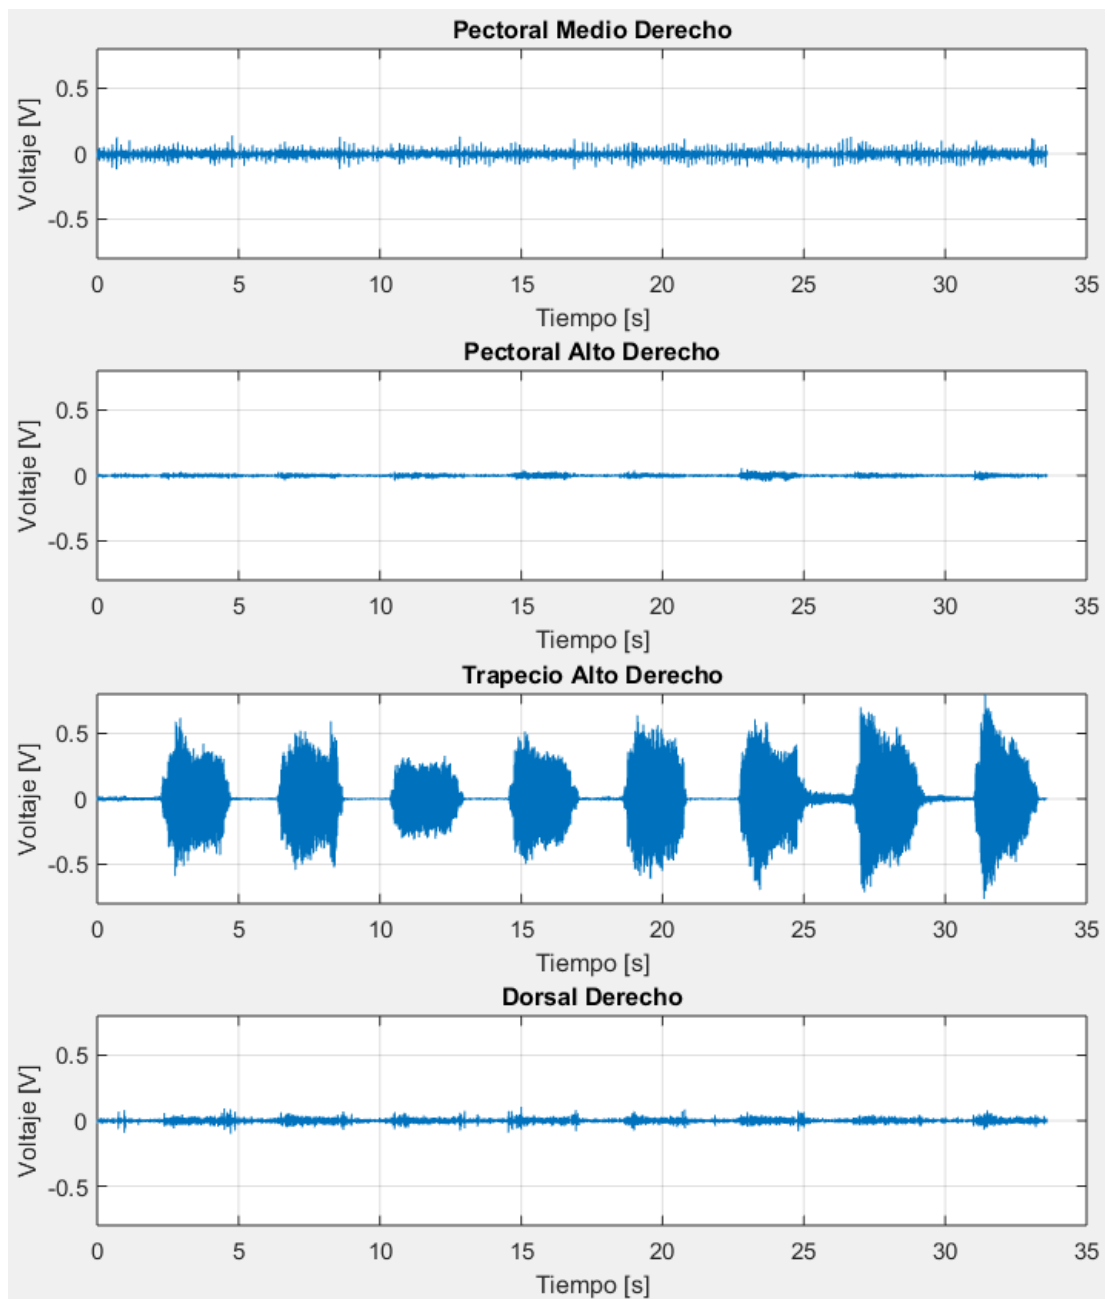 Pectoral Medio Derecho
Voltaje [V]
0.5
0
-0.5
0 5 10 15 20 25 30 35
Tiempo [s]
Pectoral Alto Derecho
Voltaje [V]
0.5
0
-0.5
0 5 10 15 20 25 30 35
Tiempo [s]
Trapecio Alto Derecho
Voltaje [V]
0.5
0
-0.5
0 5 10 15 20 25 30 35
Tiempo [s]
Dorsal Derecho
Voltaje [V]
0.5
0
-0.5
0 5 10 15 20 25 30 35
Tiempo [s]